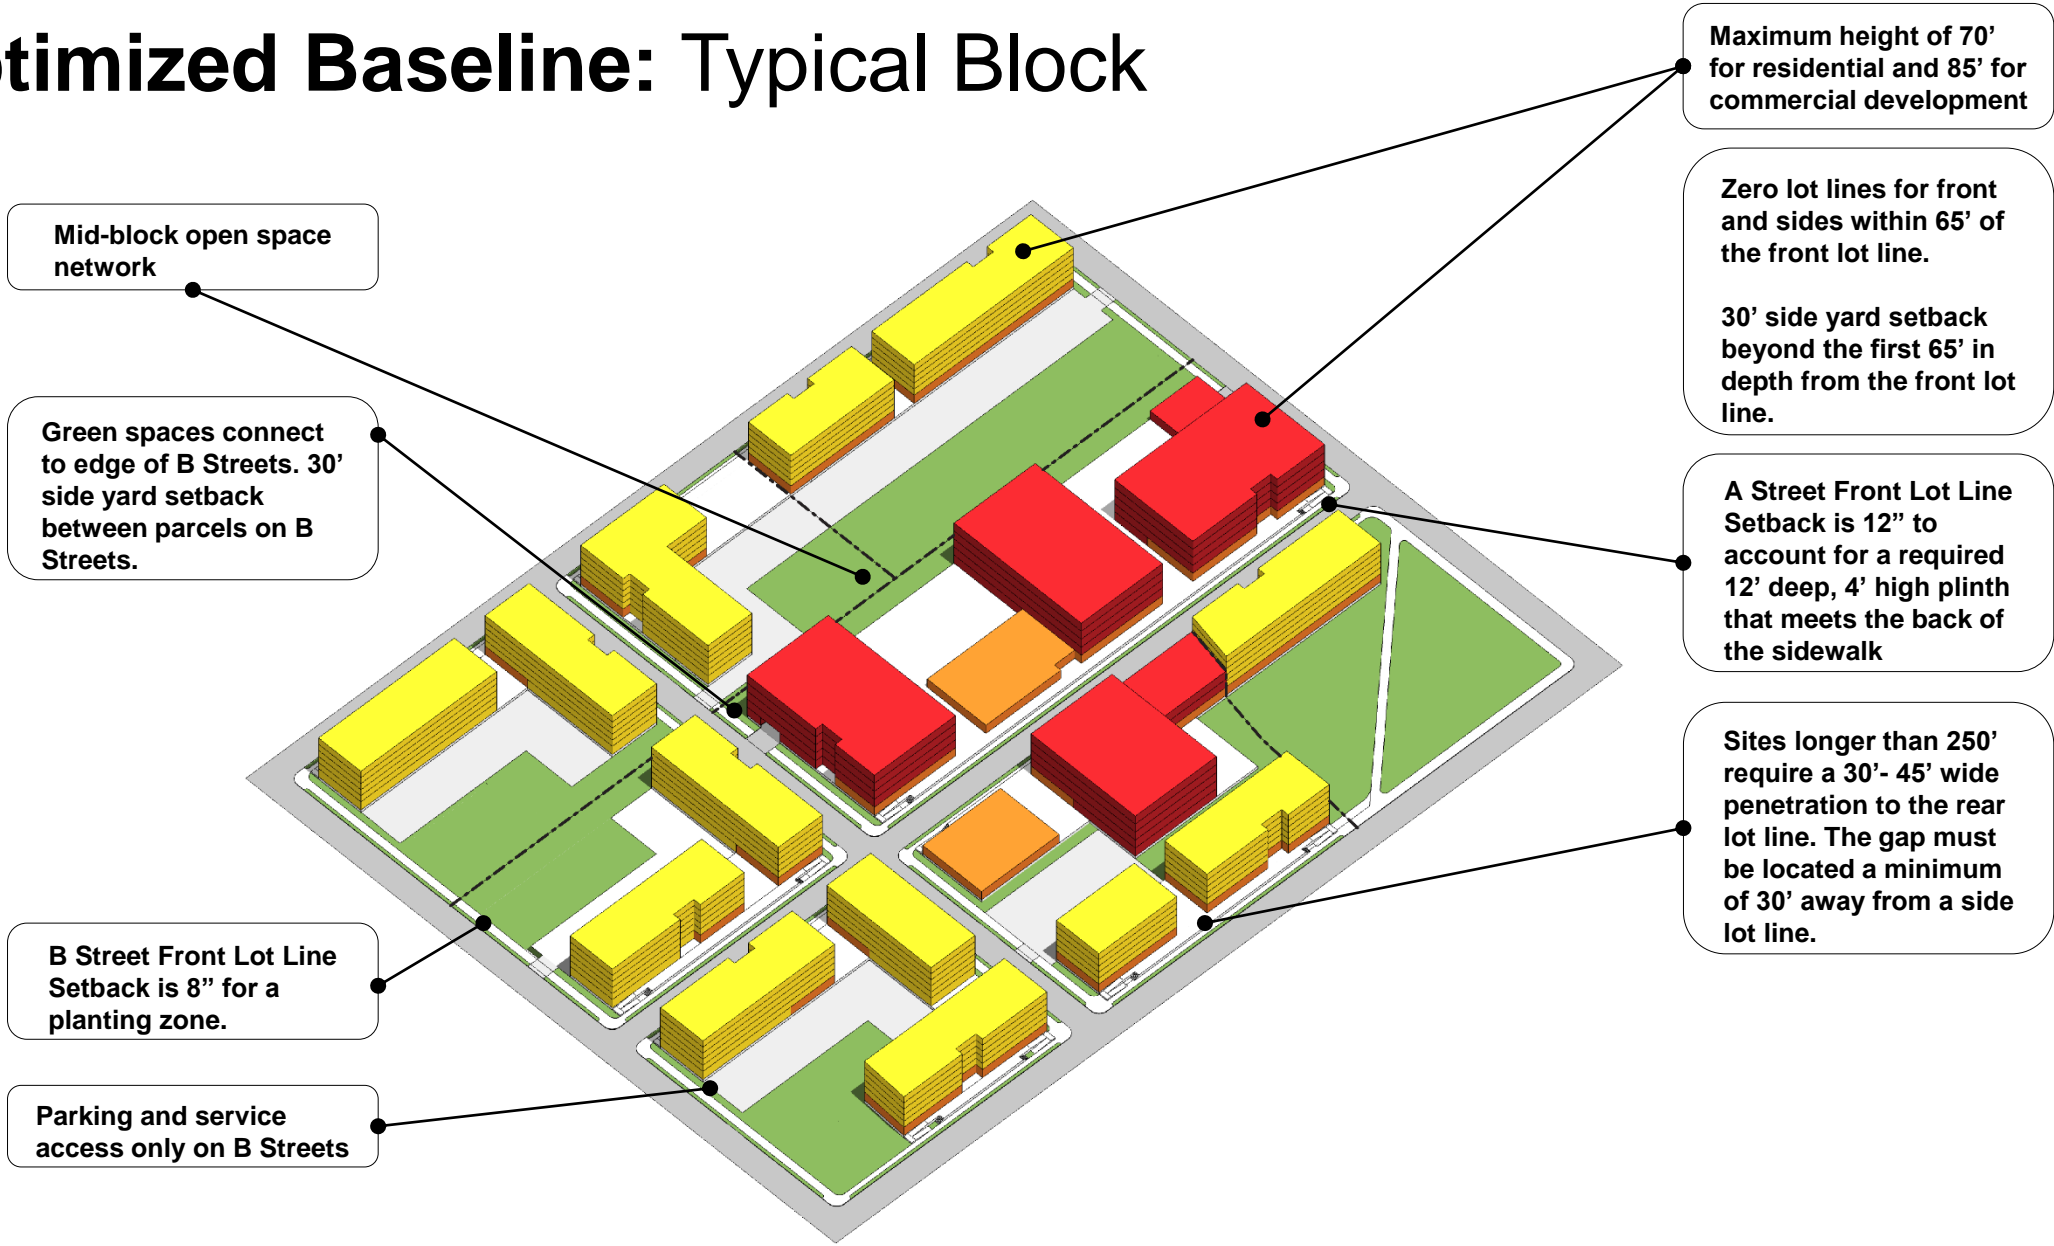 ptimized Baseline: Typical Block
Maximum height of 70’
for residential and 85’ for
commercial development
Mid-block open space
network
Zero lot lines for front
and sides within 65’ of
the front lot line.
30’ side yard setback
beyond the first 65’ in
depth from the front lot
line.
Green spaces connect
to edge of B Streets. 30’
side yard setback
between parcels on B
Streets.
A Street Front Lot Line
Setback is 12” to
account for a required
12’ deep, 4’ high plinth
that meets the back of
the sidewalk
Sites longer than 250’
require a 30’- 45’ wide
penetration to the rear
lot line. The gap must
be located a minimum
of 30’ away from a side
lot line.
B Street Front Lot Line
Setback is 8” for a
planting zone.
Parking and service
access only on B Streets